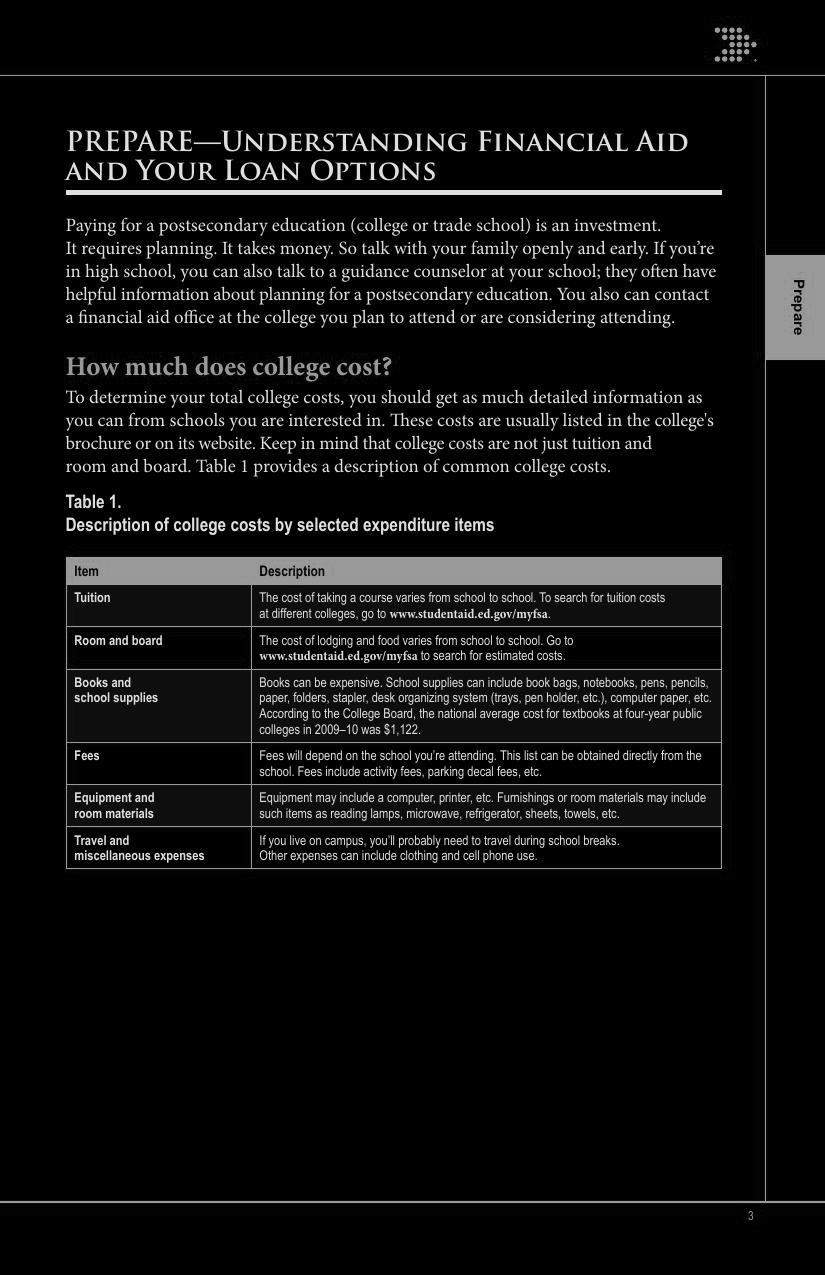 PREPARE—Understanding Financial Aid
and Your Loan Options
Paying for a postsecondary education (college or trade school) is an investment.
It requires planning. It takes money. So talk with your family openly and early. If you’re
in high school, you can also talk to a guidance counselor at your school; they often have
helpful information about planning for a postsecondary education. You also can contact
a financial aid office at the college you plan to attend or are considering attending.
Prepare
How much does college cost?
To determine your total college costs, you should get as much detailed information as
you can from schools you are interested in. These costs are usually listed in the college's
brochure or on its website. Keep in mind that college costs are not just tuition and
room and board. Table 1 provides a description of common college costs.
Table 1.
Description of college costs by selected expenditure items
Item Description
Tuition The cost of taking a course varies from school to school. To search for tuition costs
at different colleges, go to www.studentaid.ed.gov/myfsa.
Room and board The cost of lodging and food varies from school to school. Go to
www.studentaid.ed.gov/myfsa to search for estimated costs.
Books and Books can be expensive. School supplies can include book bags, notebooks, pens, pencils,
school supplies paper, folders, stapler, desk organizing system (trays, pen holder, etc.), computer paper, etc.
According to the College Board, the national average cost for textbooks at four-year public
colleges in 2009–10 was $1,122.
Fees Fees will depend on the school you’re attending. This list can be obtained directly from the
school. Fees include activity fees, parking decal fees, etc.
Equipment and Equipment may include a computer, printer, etc. Furnishings or room materials may include
room materials such items as reading lamps, microwave, refrigerator, sheets, towels, etc.
Travel and If you live on campus, you’ll probably need to travel during school breaks.
miscellaneous expenses Other expenses can include clothing and cell phone use.
3